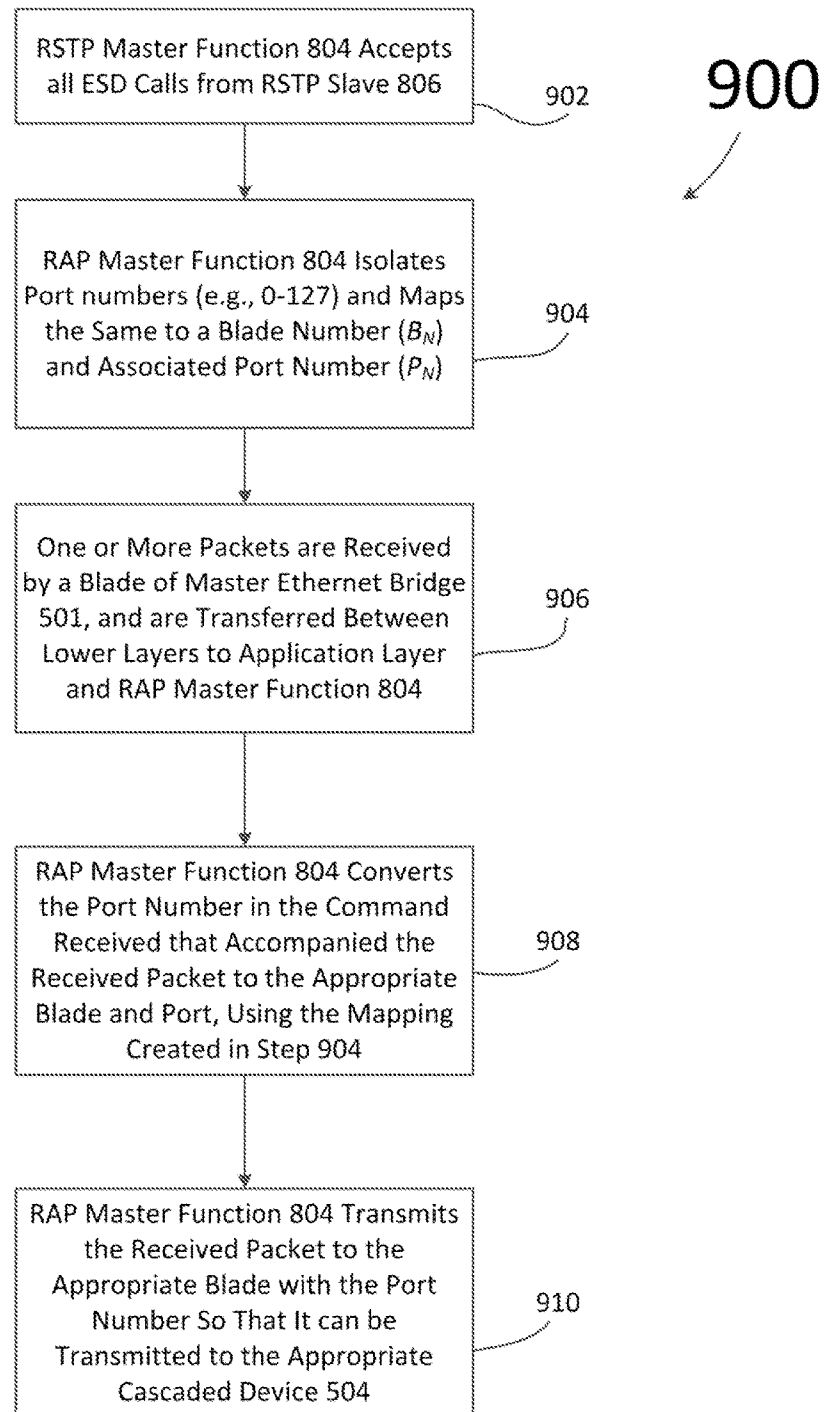 RSTP Master Function 804 Accepts
all ESD Calls from RSTP Slave 806
902
900
RAP Master Function 804 Isolates
Port numbers (e.g., 0-127) and Maps
the Same to a Blade Number (BN)
and Associated Port Number (PN)
904
One or More Packets are Received
by a Blade of Master Ethernet Bridge
501, and are Transferred Between
Lower Layers to Application Layer
and RAP Master Function 804
906
RAP Master Function 804 Converts
the Port Number in the Command
Received that Accompanied the
Received Packet to the Appropriate
Blade and Port, Using the Mapping
Created in Step 904
908
RAP Master Function 804 Transmits
the Received Packet to the
Appropriate Blade with the Port
Number So That It can be
Transmitted to the Appropriate
Cascaded Device 504
910